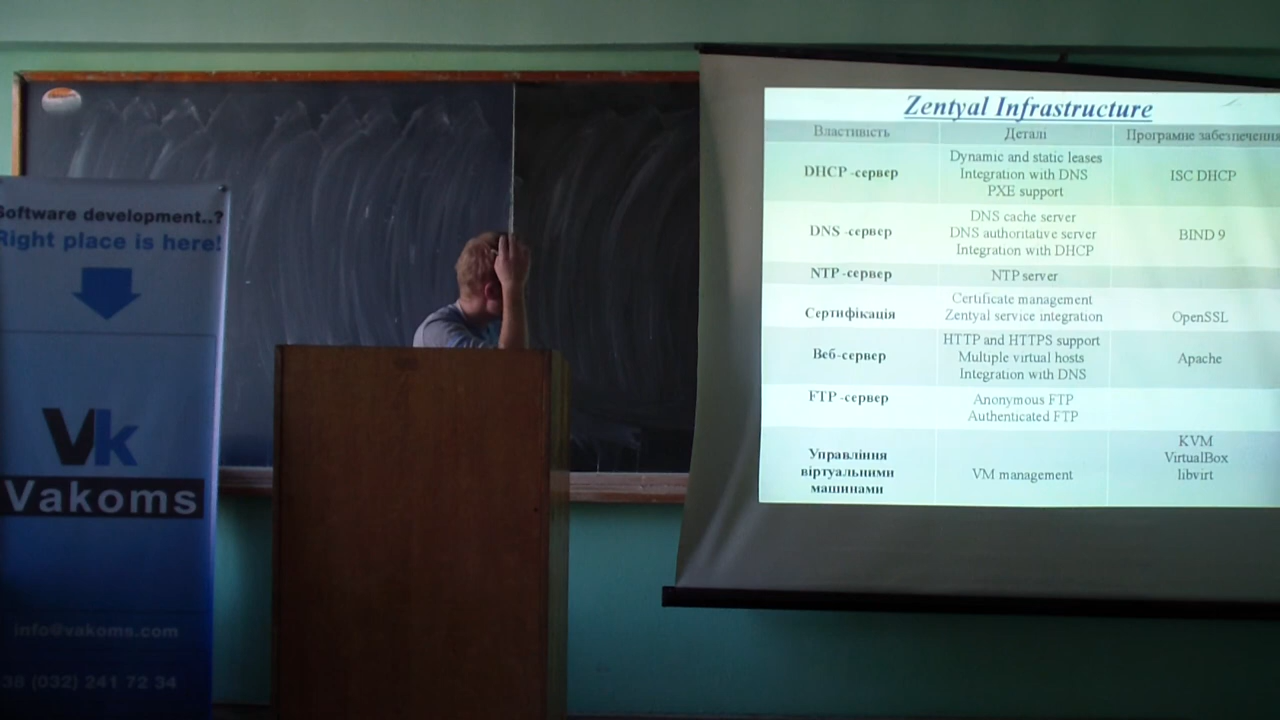 Software development..?
Right place is here!
Vk
Vakoms
info@vakoms.com
38 (032) 241 72 34
Zentyal Infrastructure
Властивість Деталі Програмне забезпечення
DHCP -сервер
Dynamic and static leases
Integration with DNS
PXE support
ISC DHCP
DNS -сервер
DNS cache server
DNS authoritative server
Integration with DHCP
BIND 9
NTP -сервер
NTP server
Сертифікація
Certificate management
Zentyal service integration
OpenSSL
Веб-сервер
HTTP and HTTPS support
Multiple virtual hosts
Integration with DNS
Apache
FTP -сервер
Anonymous FTP
Authenticated FTP
Управління
віртуальними
машинами
VM management
KVM
VirtualBox
libvirt